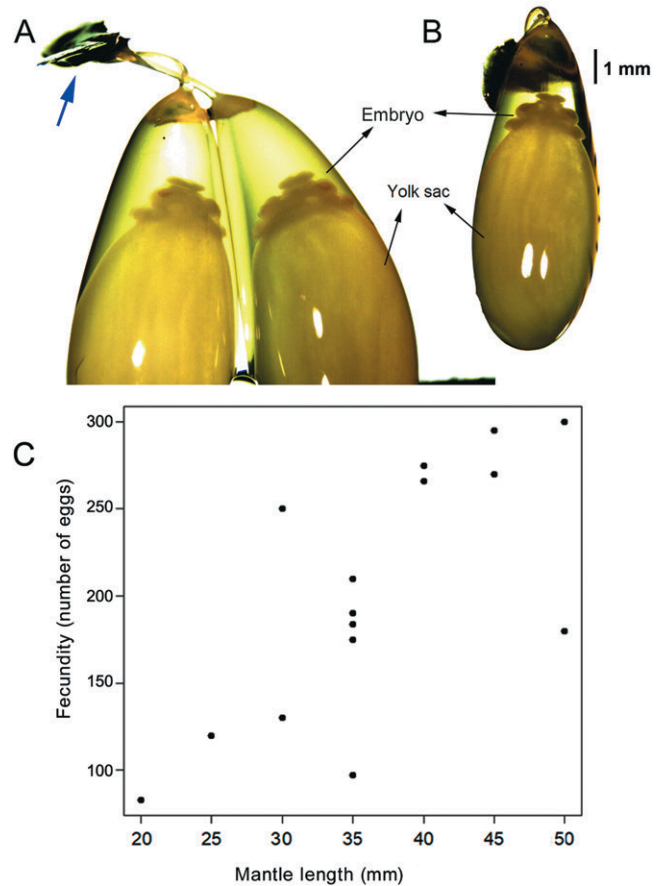 A
B
1 mm
Embryo
Yolk sac
C
300
250
200
150
100
Fecundity (number of eggs)
20 25 30 35 40 45 50
Mantle length (mm)